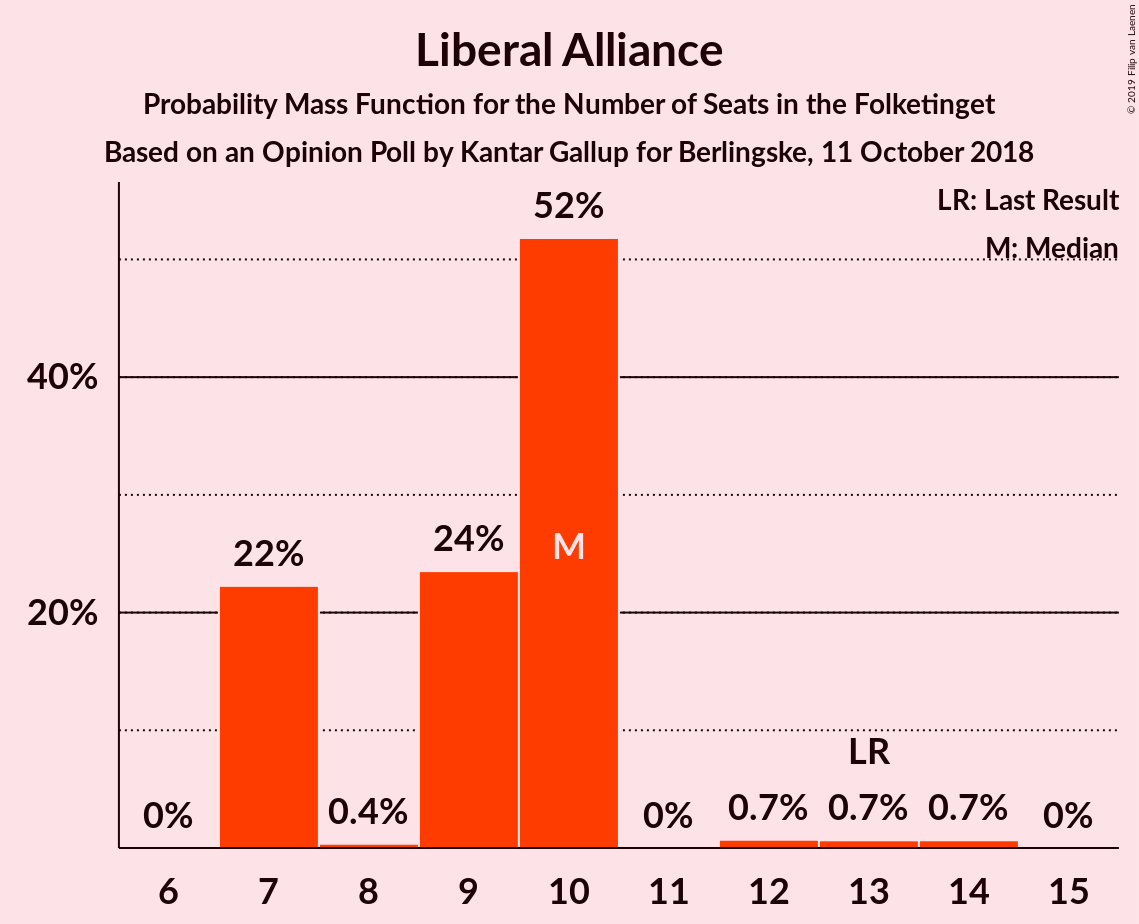 Liberal Alliance
Probability Mass Function for the Number of Seats in the Folketinget
Based on an Opinion Poll by Kantar Gallup for Berlingske, 11 October 2018
© 2019 Filip van Laenen
LR: Last Result
M: Median
52%
40%
24%
22%
M
20%
LR
0%
0.4%
0%
0.7%
0.7%
0.7%
0%
6 7 8 9 10 11 12 13 14 15